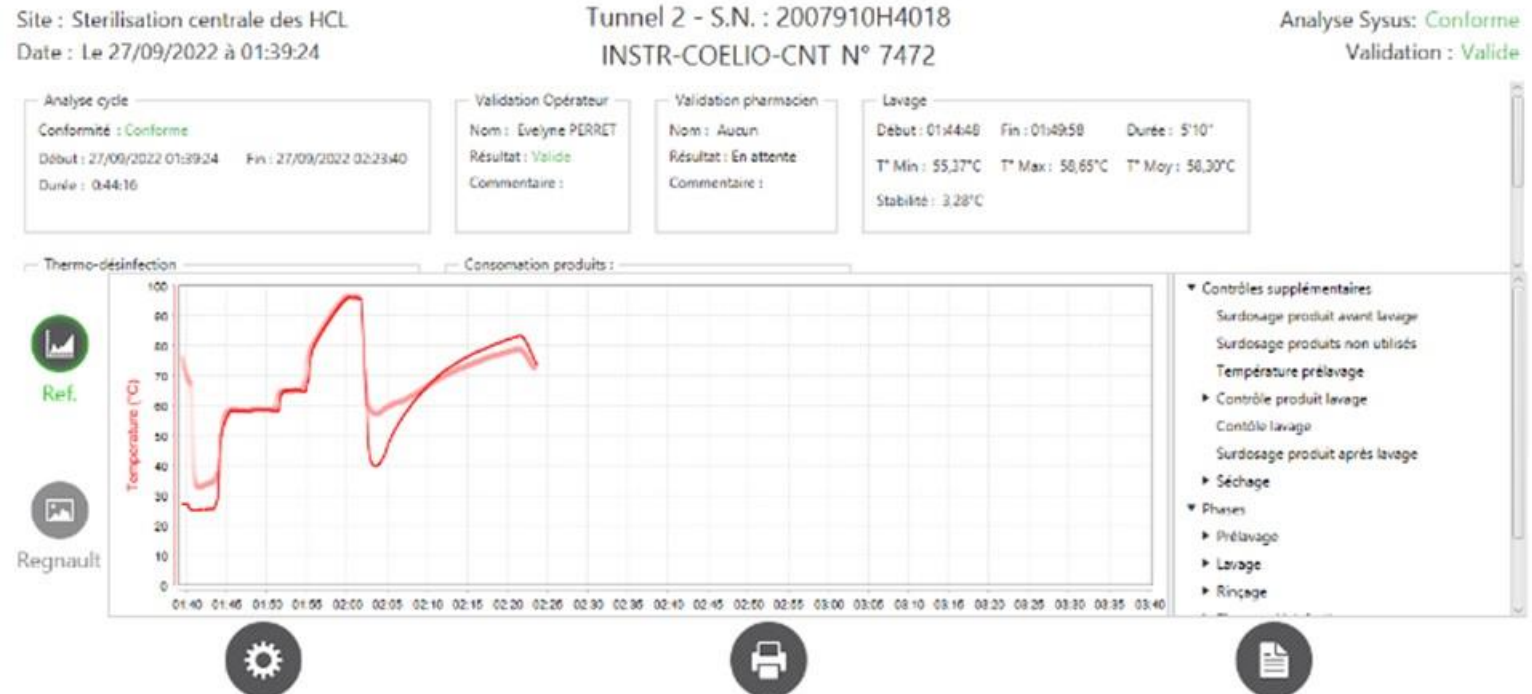 Site : Sterilisation centrale des HCL
Date : Le 27/09/2022 à 01:39:24
Tunnel 2 - S.N. : 2007910H4018
INSTR-COELIO-CNT N° 7472
Analyse Sysus: Conforme
Validation : Valide
Analyse cycle
Conformité : Conforme
Début : 27/09/2022 01:39:24 Fin : 27/09/2022 02:23:40
Durée : 0:44:16
Validation Opérateur
Nom : Evelyne PERRET
Résultat : Valide
Commentaire :
Validation pharmacien
Nom : Aucun
Résultat : En attente
Commentaire :
Lavage
Début : 01:44:48 Fin : 01:49:58 Durée : 5'10"
T° Min : 55,37°C T° Max : 58,65°C T° Moy : 58,30°C
Stabilité : 3,28°C
Thermo-désinfection
Consomation produits :
Ref.
Regnault
Temperature (°C)
100
90
80
70
60
50
40
30
20
10
0
01:40 01:45 01:50 01:55 02:00 02:05 02:10 02:15 02:20 02:25 02:30 02:35 02:40 02:45 02:50 02:55 03:00 03:05 03:10 03:15 03:20 03:25 03:30 03:35 03:40
Contrôles supplémentaires
Surdosage produit avant lavage
Surdosage produits non utilisés
Température prélavage
Contrôle produit lavage
Contôle lavage
Surdosage produit après lavage
Séchage
Phases
Prélavage
Lavage
Rinçage